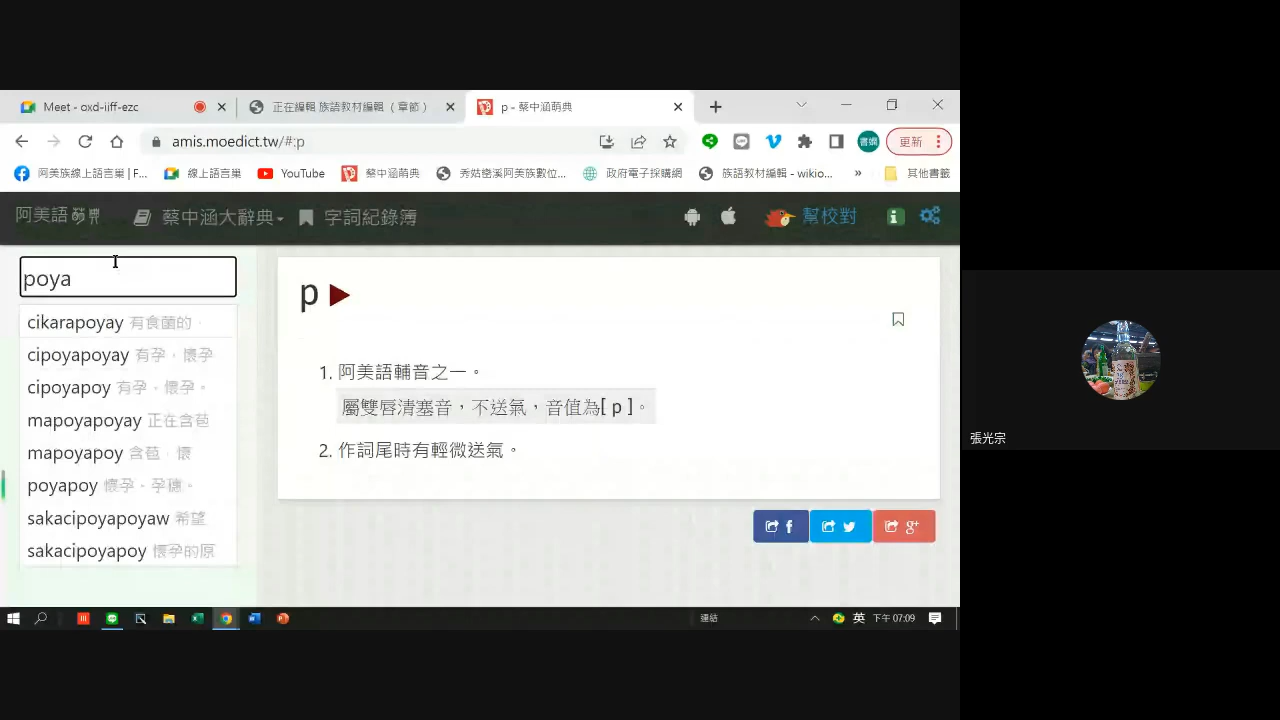 Meet - oxd-iiff-ezc
正在編輯 族語教材編輯 （章節）
p - 蔡中涵萌典
amis.moedict.tw/#:p
更新
阿美族線上語言巢 | F...
線上語言巢
YouTube
蔡中涵萌典
秀姑巒溪阿美族數位...
政府電子採購網
族語教材編輯 - wikio...
»
其他書籤
阿美語萌典
蔡中涵大辭典
字詞紀錄簿
幫校對
poya
cikarapoyay 有食菌的，
cipoyapoyay 有孕，懷孕
cipoyapoy 有孕，懷孕。
mapoyapoyay 正在含苞
mapoyapoy 含苞，懷
poyapoy 懷孕，孕穗。
sakacipoyapoyaw 希望
sakacipoyapoy 懷孕的原
p
1. 阿美語輔音之一。
屬雙唇清塞音，不送氣，音值為[ p ]。
2. 作詞尾時有輕微送氣。
張光宗
連結
英
下午 07:09